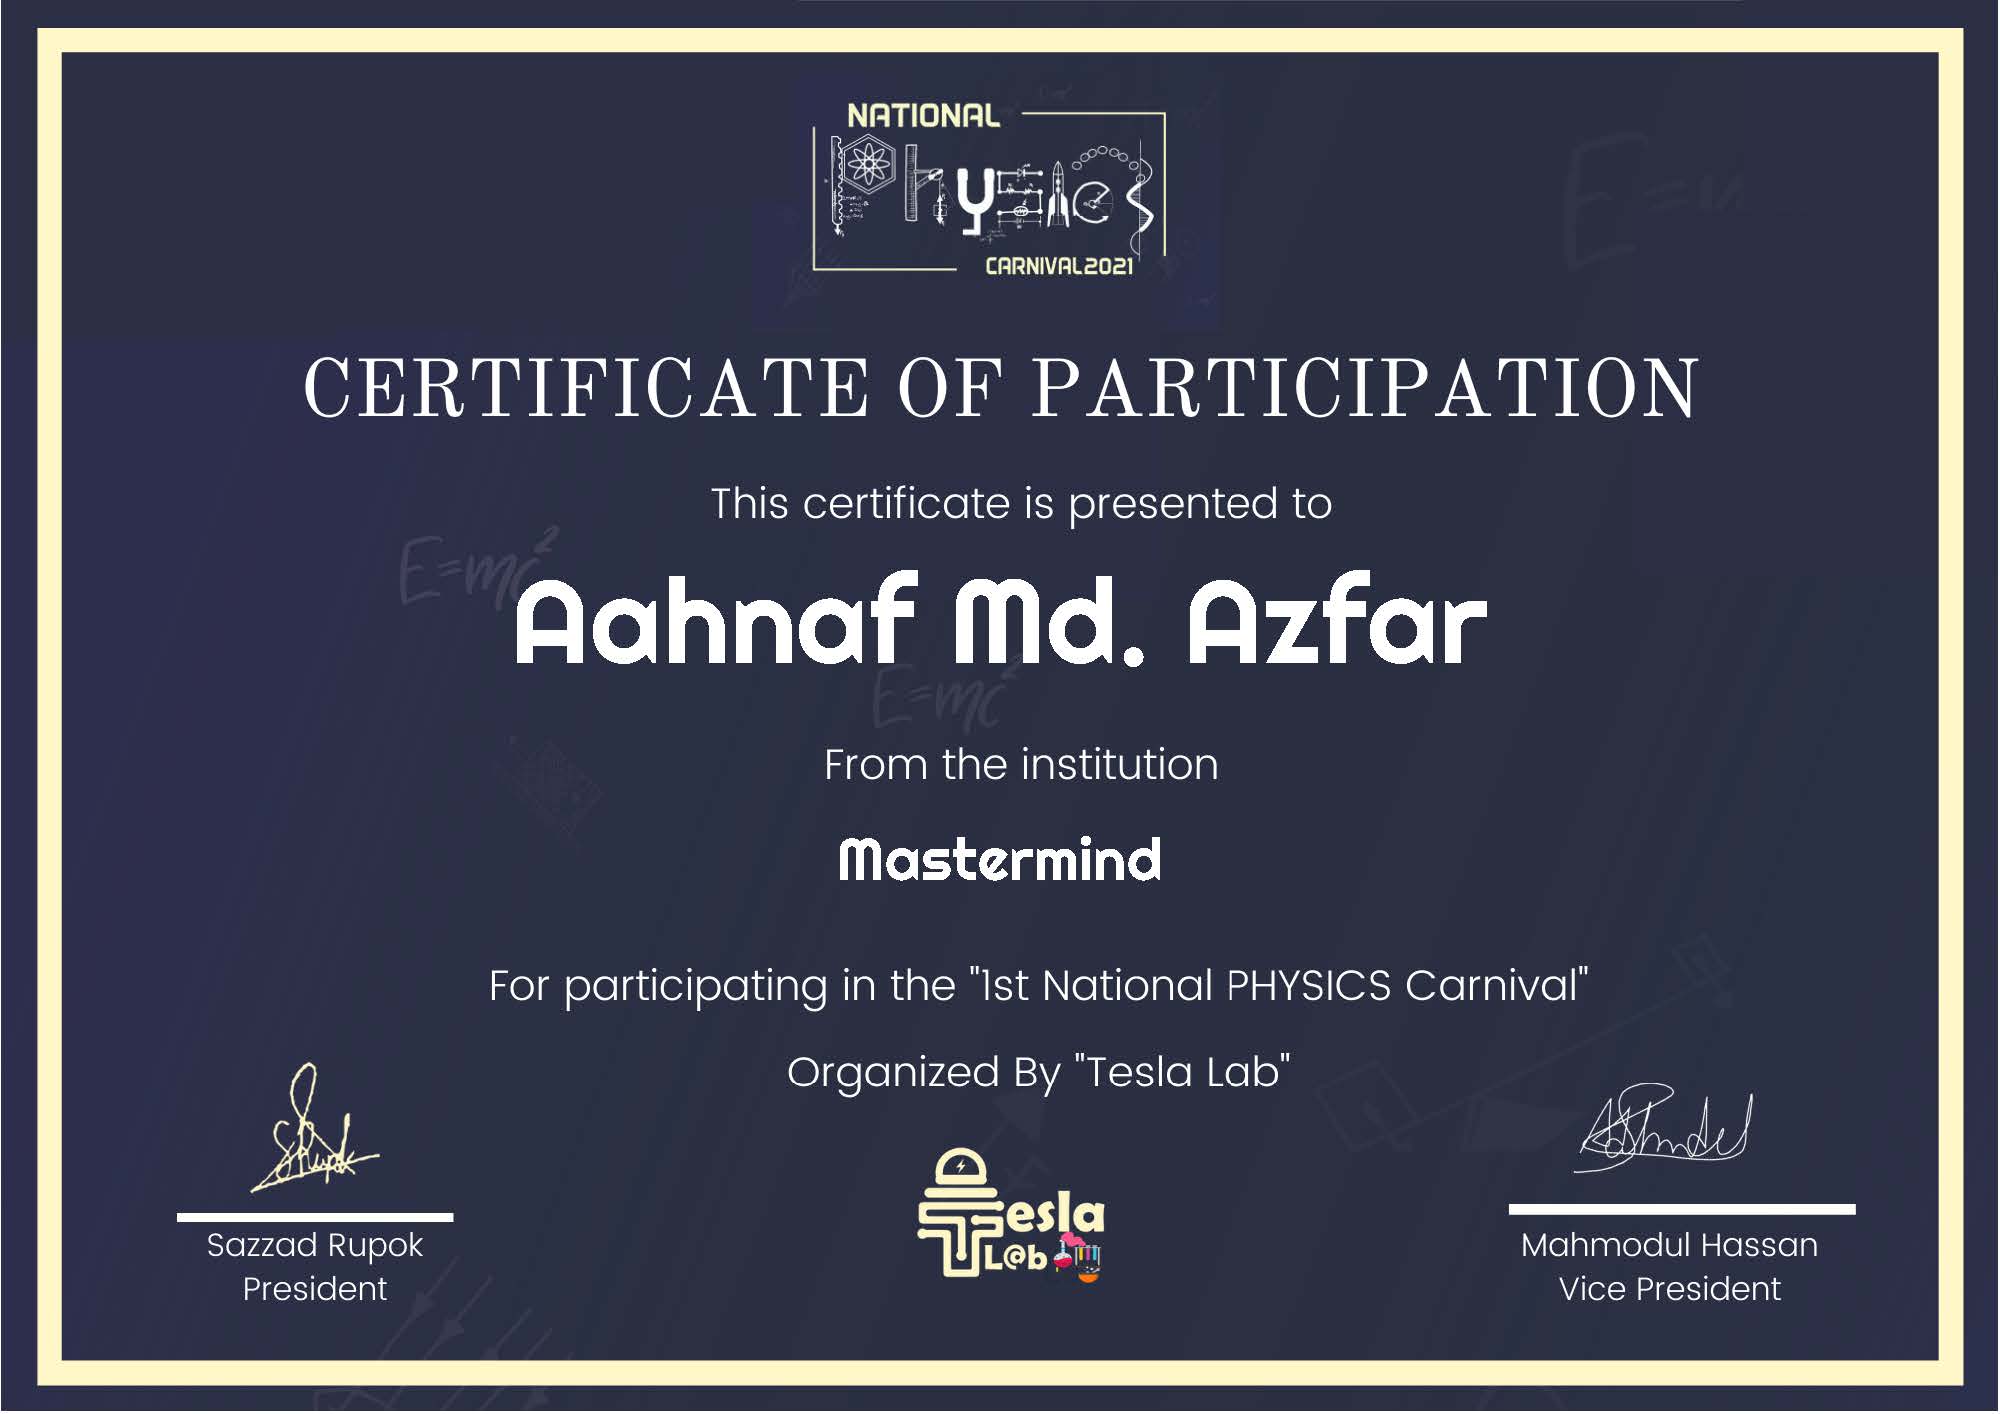 NATIONAL
Physics
CARNIVAL2021
CERTIFICATE OF PARTICIPATION
This certificate is presented to
E=mc²
Aahnaf Md. Azfar
E=mc²
From the institution
Mastermind
For participating in the "1st National PHYSICS Carnival"
Organized By "Tesla Lab"
Tesla
L@b
Sazzad Rupok
President
Mahmodul Hassan
Vice President